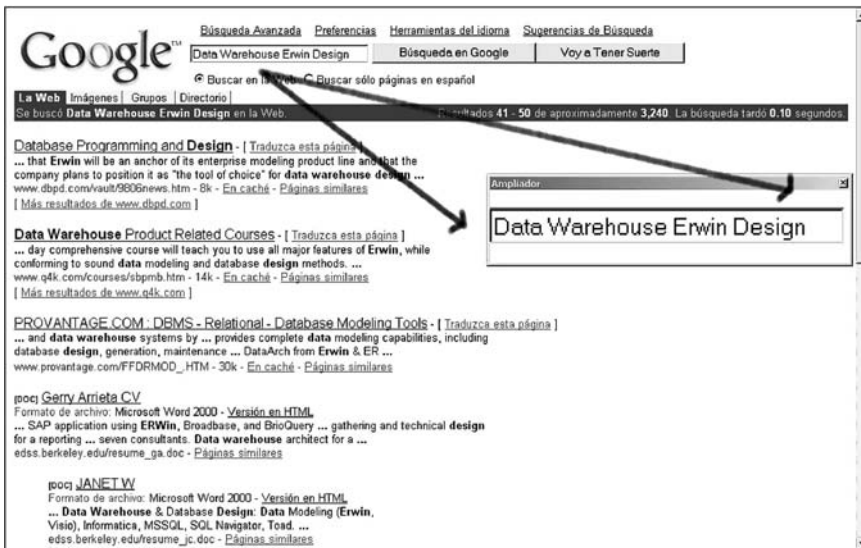 Búsqueda Avanzada Preferencias Herramientas del idioma Sugerencias de Búsqueda
Google™
Data Warehouse Erwin Design Búsqueda en Google Voy a Tener Suerte
Buscar en la Web Buscar sólo páginas en español
La Web Imágenes Grupos Directorio
Se buscó Data Warehouse Erwin Design en la Web. Resultados 41 - 50 de aproximadamente 3,240. La búsqueda tardó 0.10 segundos.
Database Programming and Design - [ Traduzca esta página ]
... that Erwin will be an anchor of its enterprise modeling product line and that the
company plans to position it as "the tool of choice" for data warehouse design ...
www.dbpd.com/vault/9806news.htm - 8k - En caché - Páginas similares
[ Más resultados de www.dbpd.com ]
Ampliador
Data Warehouse Erwin Design
Data Warehouse Product Related Courses - [ Traduzca esta página ]
... day comprehensive course will teach you to use all major features of Erwin, while
conforming to sound data modeling and database design methods. ...
www.q4k.com/courses/sbpmb.htm - 14k - En caché - Páginas similares
[ Más resultados de www.q4k.com ]
PROVANTAGE.COM : DBMS - Relational - Database Modeling Tools - [ Traduzca esta página ]
... and data warehouse systems by ... provides complete data modeling capabilities, including
database design, generation, maintenance ... DataArch from Erwin & ER ...
www.provantage.com/FFDRMOD_.HTM - 30k - En caché - Páginas similares
[DOC] Gerry Arrieta CV
Formato de archivo: Microsoft Word 2000 - Versión en HTML
... SAP application using ERWin, Broadbase, and BrioQuery ... gathering and technical design
for a reporting ... seven consultants. Data warehouse architect for a ...
edss.berkeley.edu/resume_ga.doc - Páginas similares
[DOC] JANET W
Formato de archivo: Microsoft Word 2000 - Versión en HTML
... Data Warehouse & Database Design: Data Modeling (Erwin,
Visio), Informatica, MSSQL, SQL Navigator, Toad. ...
edss.berkeley.edu/resume_jc.doc - Páginas similares